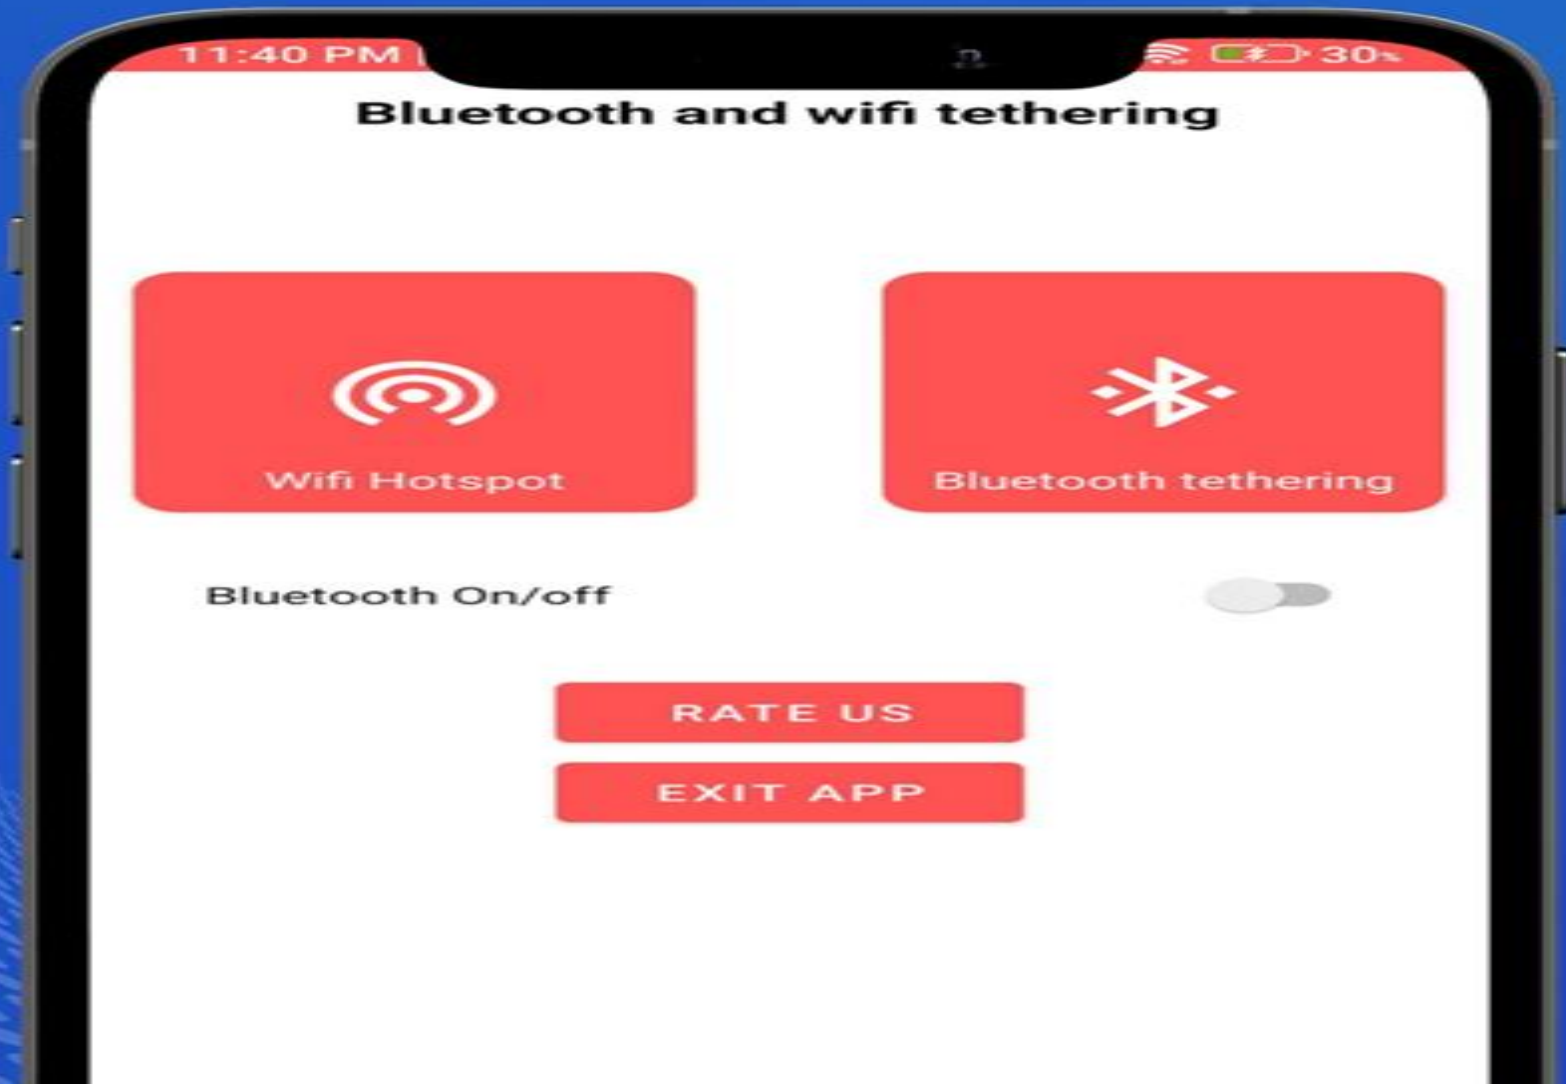 11:40 PM 30%
Bluetooth and wifi tethering
Wifi Hotspot Bluetooth tethering
Bluetooth On/off
RATE US
EXIT APP